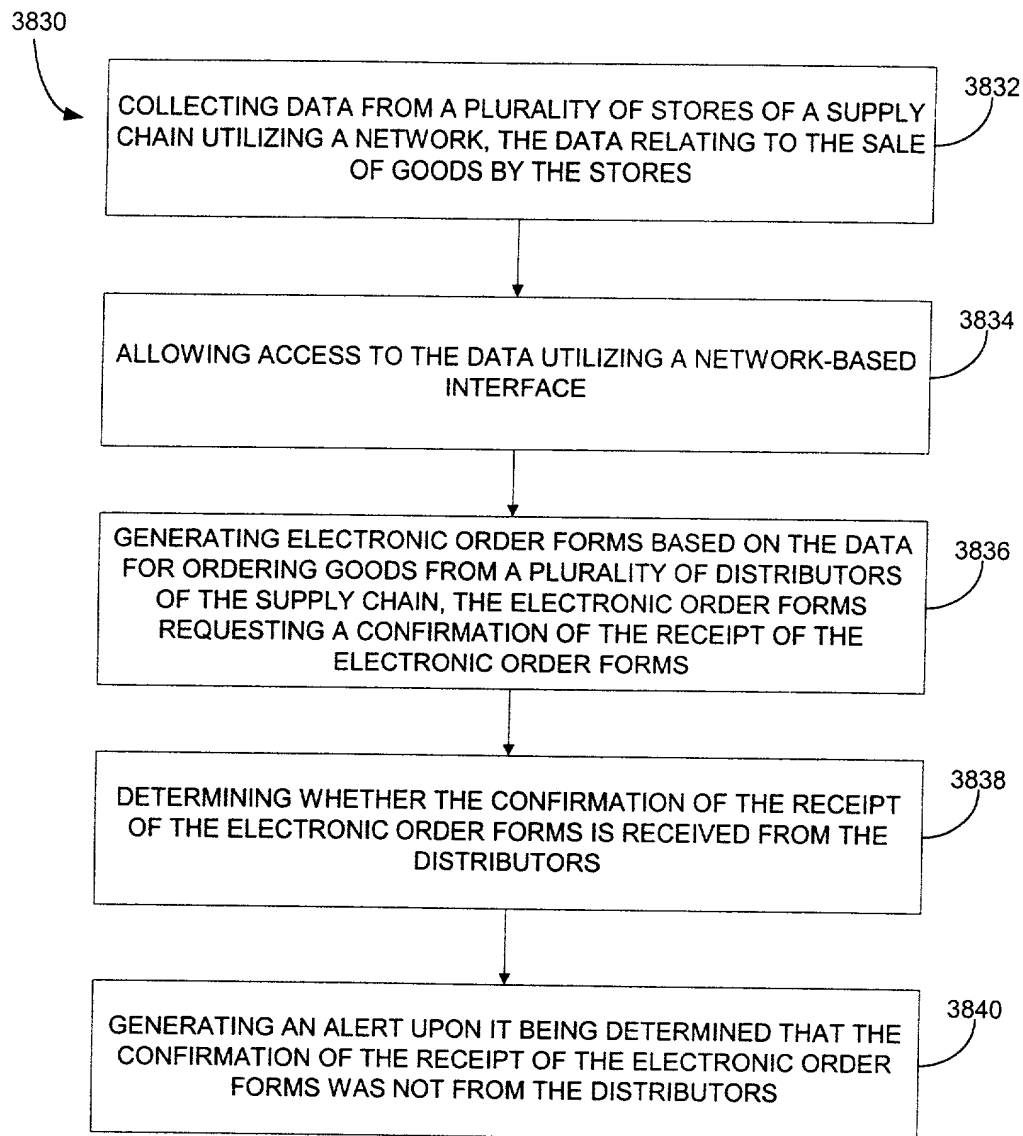 3830
COLLECTING DATA FROM A PLURALITY OF STORES OF A SUPPLY
CHAIN UTILIZING A NETWORK, THE DATA RELATING TO THE SALE
OF GOODS BY THE STORES
3832
ALLOWING ACCESS TO THE DATA UTILIZING A NETWORK-BASED
INTERFACE
3834
GENERATING ELECTRONIC ORDER FORMS BASED ON THE DATA
FOR ORDERING GOODS FROM A PLURALITY OF DISTRIBUTORS
OF THE SUPPLY CHAIN, THE ELECTRONIC ORDER FORMS
REQUESTING A CONFIRMATION OF THE RECEIPT OF THE
ELECTRONIC ORDER FORMS
3836
DETERMINING WHETHER THE CONFIRMATION OF THE RECEIPT
OF THE ELECTRONIC ORDER FORMS IS RECEIVED FROM THE
DISTRIBUTORS
3838
GENERATING AN ALERT UPON IT BEING DETERMINED THAT THE
CONFIRMATION OF THE RECEIPT OF THE ELECTRONIC ORDER
FORMS WAS NOT FROM THE DISTRIBUTORS
3840